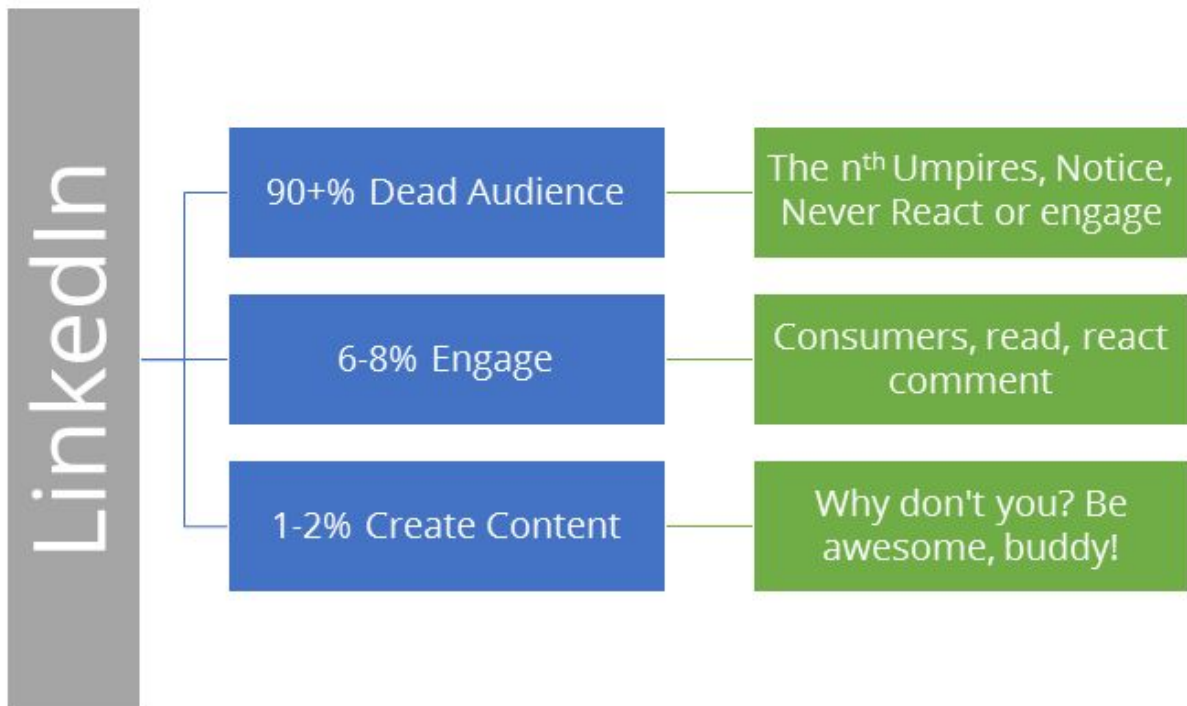 LinkedIn
90+% Dead Audience
The nth Umpires, Notice,
Never React or engage
6-8% Engage
Consumers, read, react
comment
1-2% Create Content
Why don't you? Be
awesome, buddy!